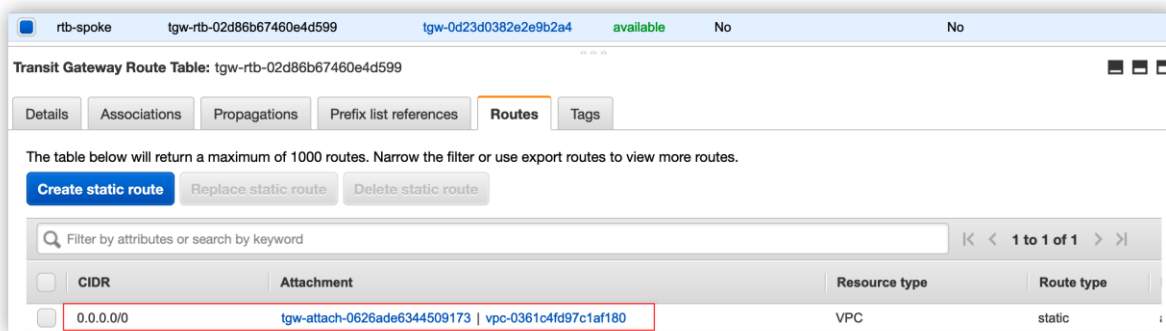 rtb-spoke tgw-rtb-02d86b67460e4d599 tgw-0d23d0382e2e9b2a4 available No No
Transit Gateway Route Table: tgw-rtb-02d86b67460e4d599
Details Associations Propagations Prefix list references Routes Tags
The table below will return a maximum of 1000 routes. Narrow the filter or use export routes to view more routes.
Create static route Replace static route Delete static route
Filter by attributes or search by keyword 1 to 1 of 1
CIDR Attachment Resource type Route type
0.0.0.0/0 tgw-attach-0626ade6344509173 | vpc-0361c4fd97c1af180 VPC static